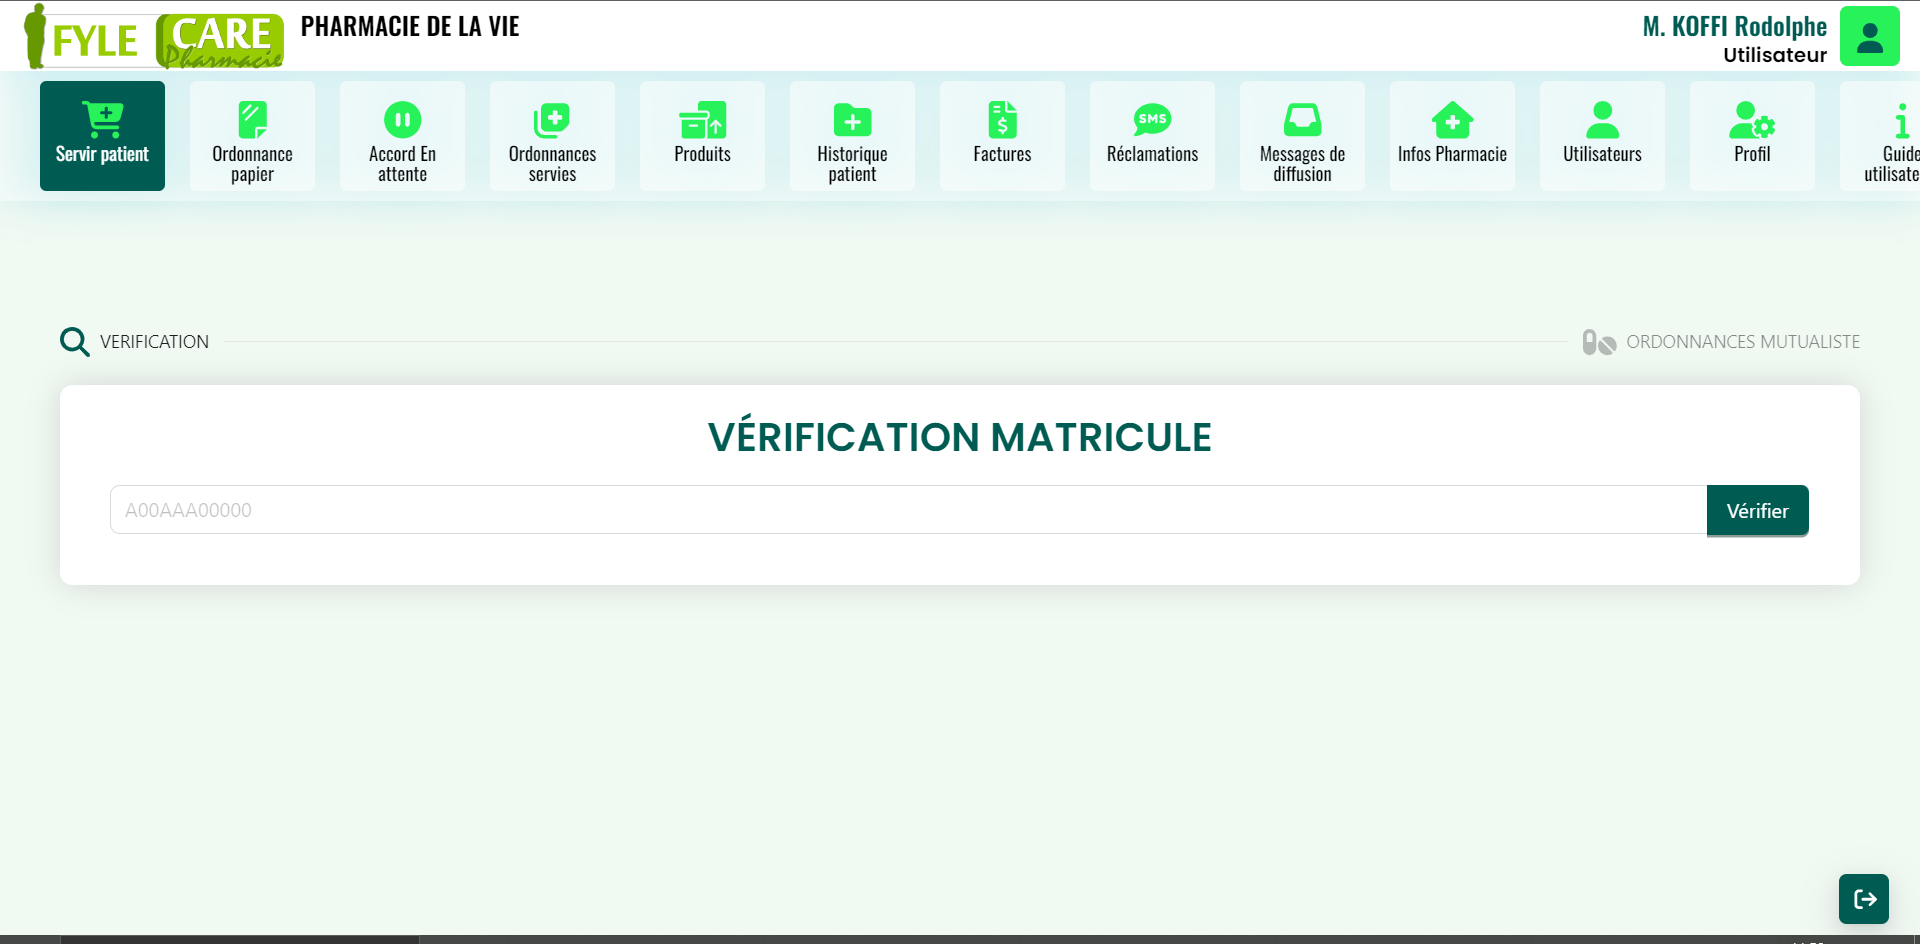 FYLE CARE
Pharmacie
PHARMACIE DE LA VIE
M. KOFFI Rodolphe
Utilisateur
Servir patient
Ordonnance
papier
Accord En
attente
Ordonnances
servies
Produits
Historique
patient
Factures
SMS
Réclamations
Messages de
diffusion
Infos Pharmacie
Utilisateurs
Profil
Guide
VERIFICATION
ORDONNANCES MUTUALISTE
VÉRIFICATION MATRICULE
A00AAA00000
Vérifier